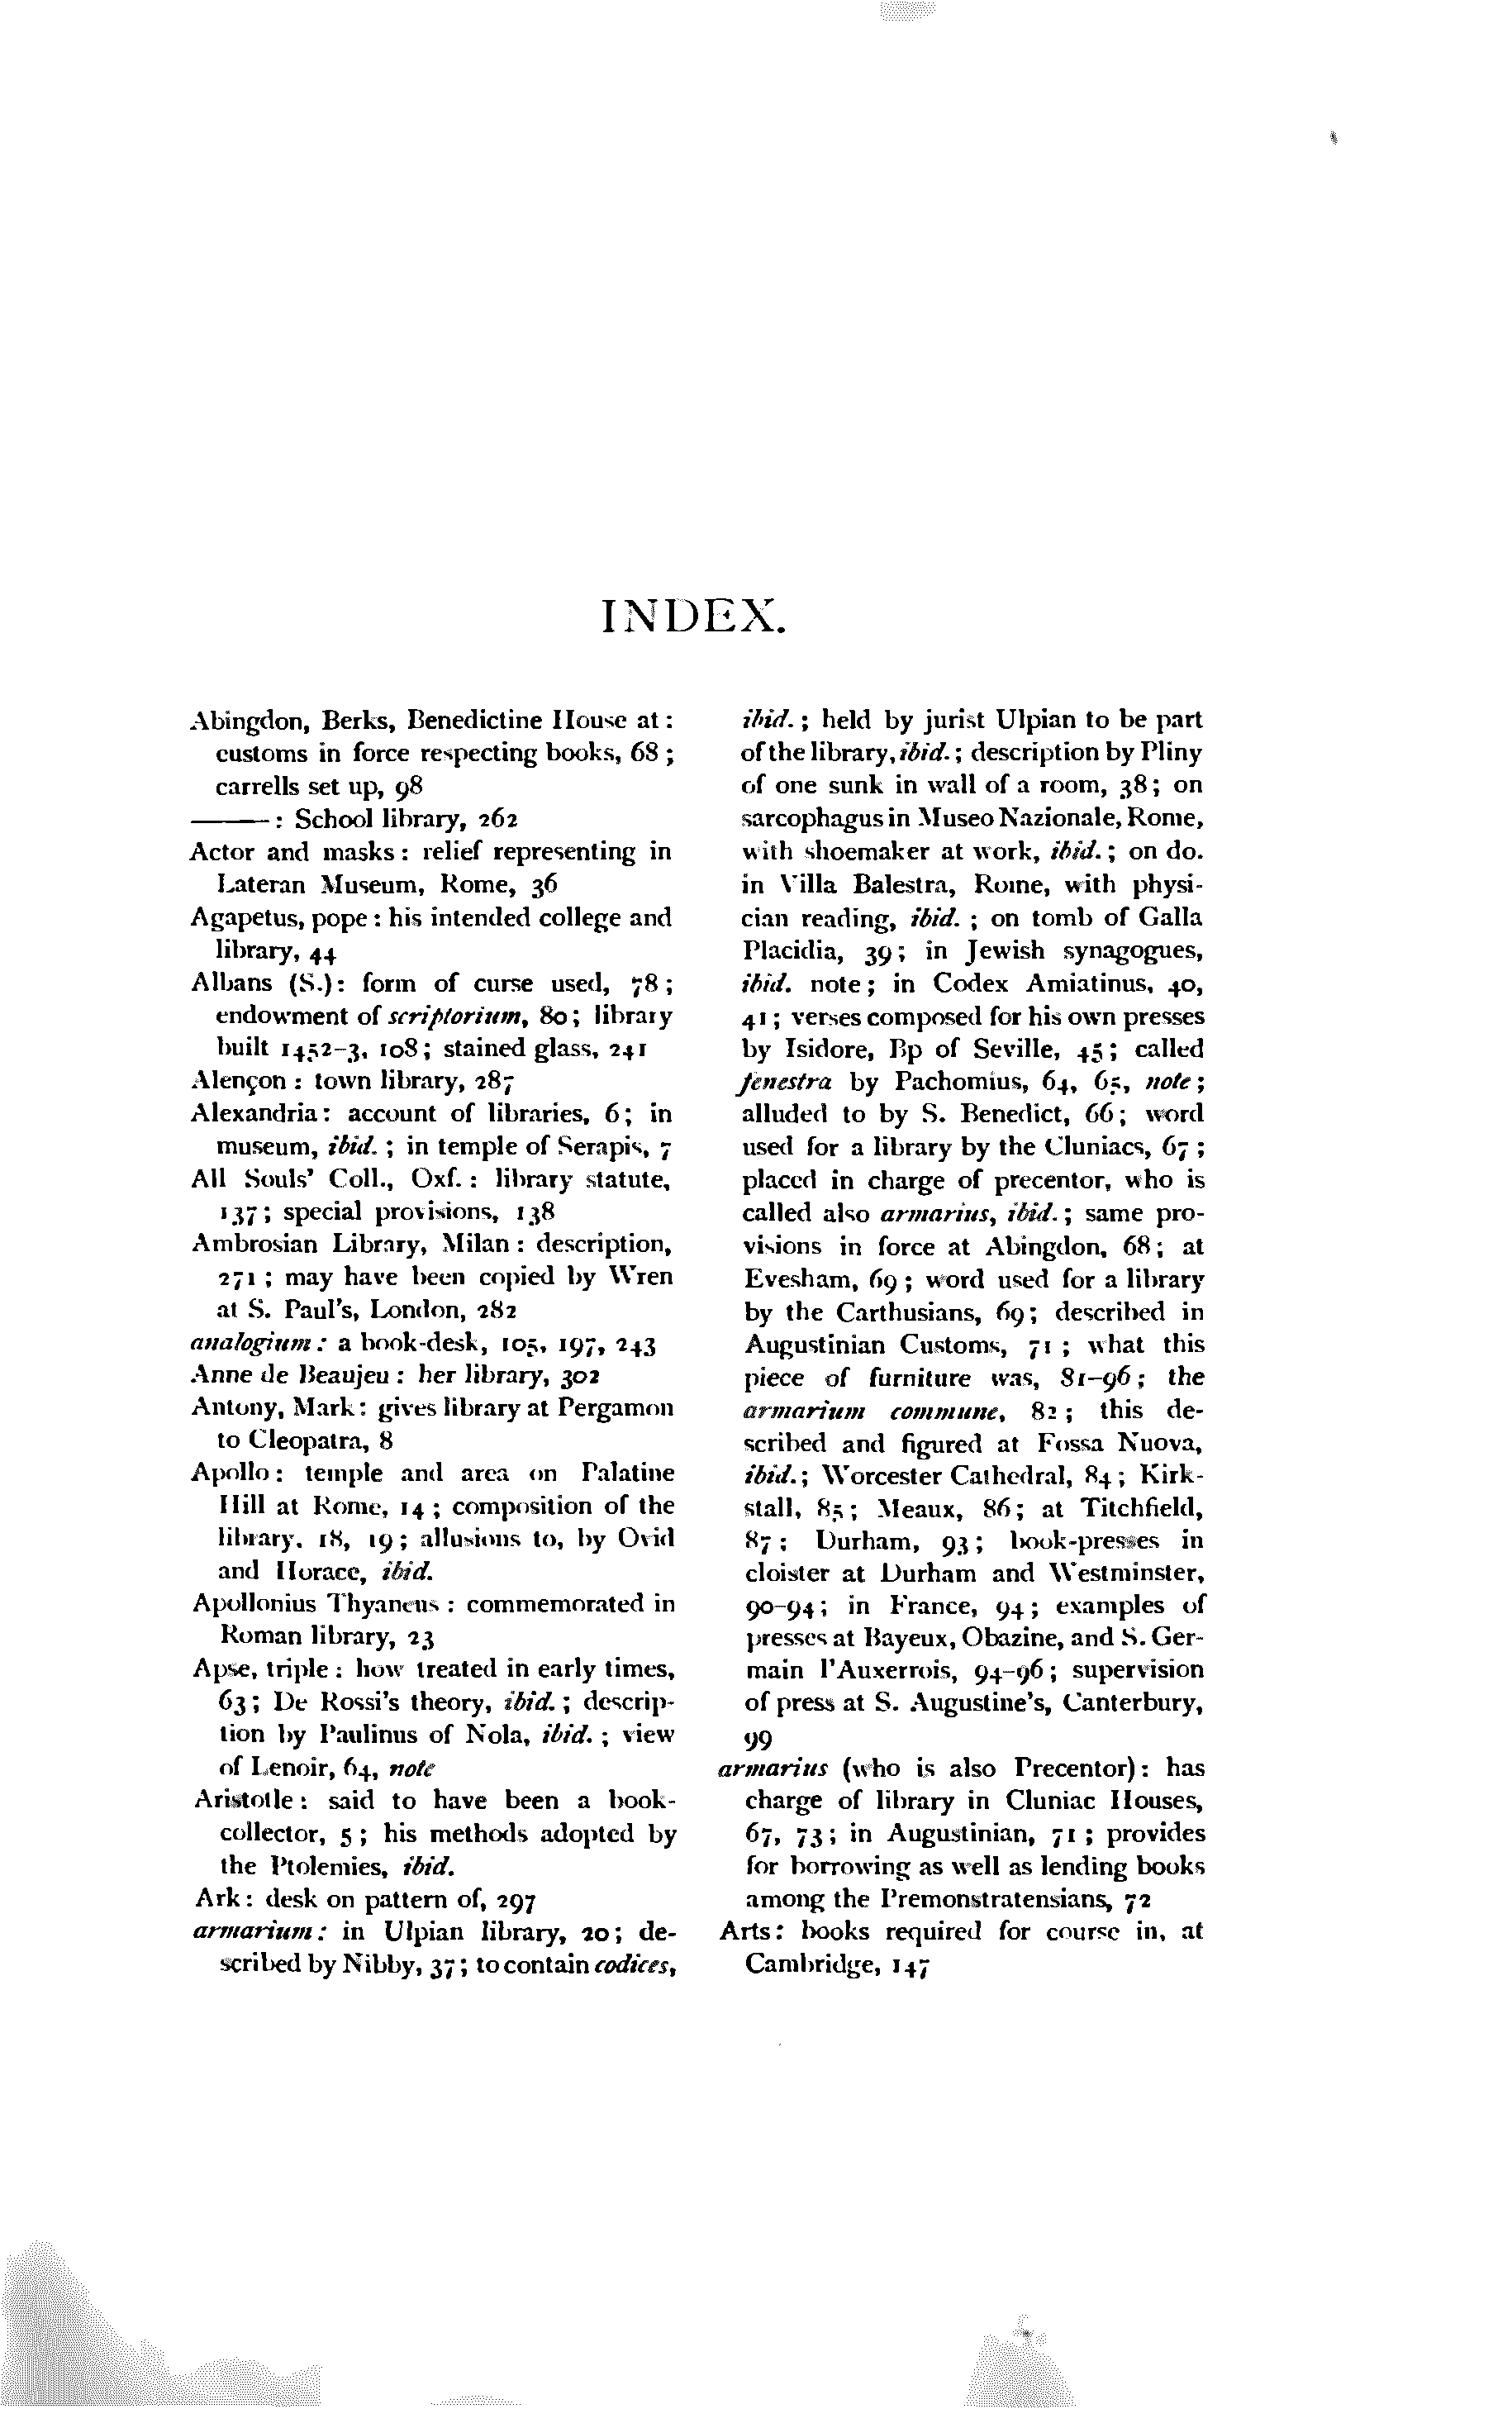 INDEX.
Abingdon, Berks, Benedictine House at :
customs in force respecting books, 68 ;
carrells set up, 98
——— : School library, 262
Actor and masks : relief representing in
Lateran Museum, Rome, 36
Agapetus, pope : his intended college and
library, 44
Albans (S.) : form of curse used, 78 ;
endowment of scriptorium, 80 ; library
built 1452–3, 108 ; stained glass, 241
Alençon : town library, 287
Alexandria : account of libraries, 6 ; in
museum, ibid. ; in temple of Serapis, 7
All Souls' Coll., Oxf. : library statute,
137 ; special provisions, 138
Ambrosian Library, Milan : description,
271 ; may have been copied by Wren
at S. Paul's, London, 282
analogium : a book-desk, 105, 197, 243
Anne de Beaujeu : her library, 302
Antony, Mark : gives library at Pergamon
to Cleopatra, 8
Apollo : temple and area on Palatine
Hill at Rome, 14 ; composition of the
library, 18, 19 ; allusions to, by Ovid
and Horace, ibid.
Apollonius Thyaneus : commemorated in
Roman library, 23
Apse, triple : how treated in early times,
63 ; De Rossi's theory, ibid. ; descrip-
tion by Paulinus of Nola, ibid. ; view
of Lenoir, 64, note
Aristotle : said to have been a book-
collector, 5 ; his methods adopted by
the Ptolemies, ibid.
Ark : desk on pattern of, 297
armarium : in Ulpian library, 20 ; de-
scribed by Nibby, 37 ; to contain codices,
ibid. ; held by jurist Ulpian to be part
of the library, ibid. ; description by Pliny
of one sunk in wall of a room, 38 ; on
sarcophagus in Museo Nazionale, Rome,
with shoemaker at work, ibid. ; on do.
in Villa Balestra, Rome, with physi-
cian reading, ibid. ; on tomb of Galla
Placidia, 39 ; in Jewish synagogues,
ibid. note ; in Codex Amiatinus, 40,
41 ; verses composed for his own presses
by Isidore, Bp of Seville, 45 ; called
fenestra by Pachomius, 64, 65, note ;
alluded to by S. Benedict, 66 ; word
used for a library by the Cluniacs, 67 ;
placed in charge of precentor, who is
called also armarius, ibid. ; same pro-
visions in force at Abingdon, 68 ; at
Evesham, 69 ; word used for a library
by the Carthusians, 69 ; described in
Augustinian Customs, 71 ; what this
piece of furniture was, 81–96 ; the
armarium commune, 82 ; this de-
scribed and figured at Fossa Nuova,
ibid. ; Worcester Cathedral, 84 ; Kirk-
stall, 85 ; Meaux, 86 ; at Titchfield,
87 ; Durham, 93 ; book-presses in
cloister at Durham and Westminster,
90–94 ; in France, 94 ; examples of
presses at Bayeux, Obazine, and S. Ger-
main l'Auxerrois, 94–96 ; supervision
of press at S. Augustine's, Canterbury,
99
armarius (who is also Precentor) : has
charge of library in Cluniac Houses,
67, 73 ; in Augustinian, 71 ; provides
for borrowing as well as lending books
among the Premonstratensians, 72
Arts : books required for course in, at
Cambridge, 147